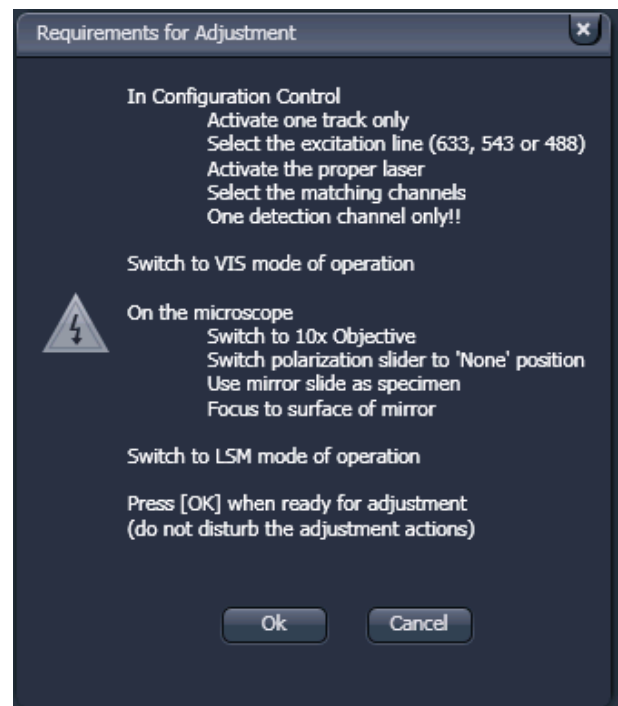 Requirements for Adjustment
In Configuration Control
Activate one track only
Select the excitation line (633, 543 or 488)
Activate the proper laser
Select the matching channels
One detection channel only!!
Switch to VIS mode of operation
On the microscope
Switch to 10x Objective
Switch polarization slider to 'None' position
Use mirror slide as specimen
Focus to surface of mirror
Switch to LSM mode of operation
Press [OK] when ready for adjustment
(do not disturb the adjustment actions)
Ok Cancel